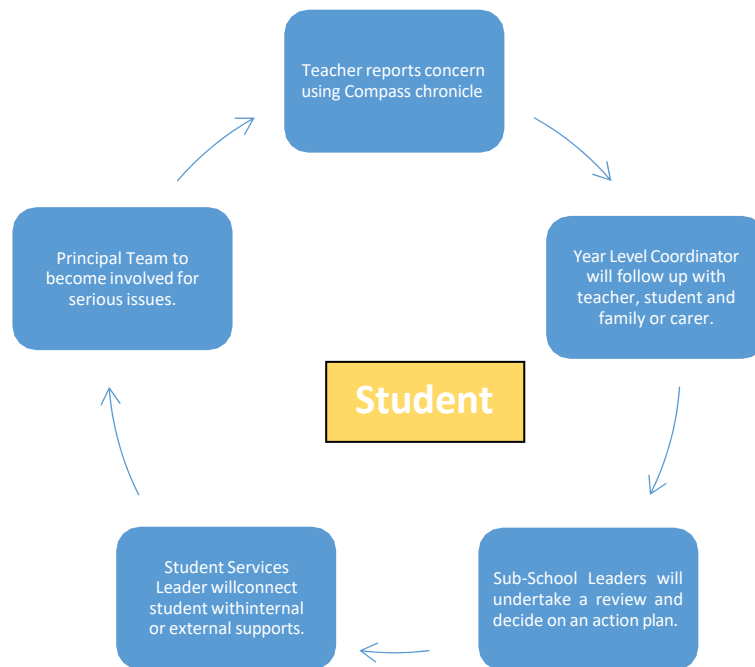 Teacher reports concern
using Compass chronicle
Year Level Coordinator
will follow up with
teacher, student and
family or carer.
Sub-School Leaders will
undertake a review and
decide on an action plan.
Student Services
Leader willconnect
student withinternal
or external supports.
Principal Team to
become involved for
serious issues.
Student